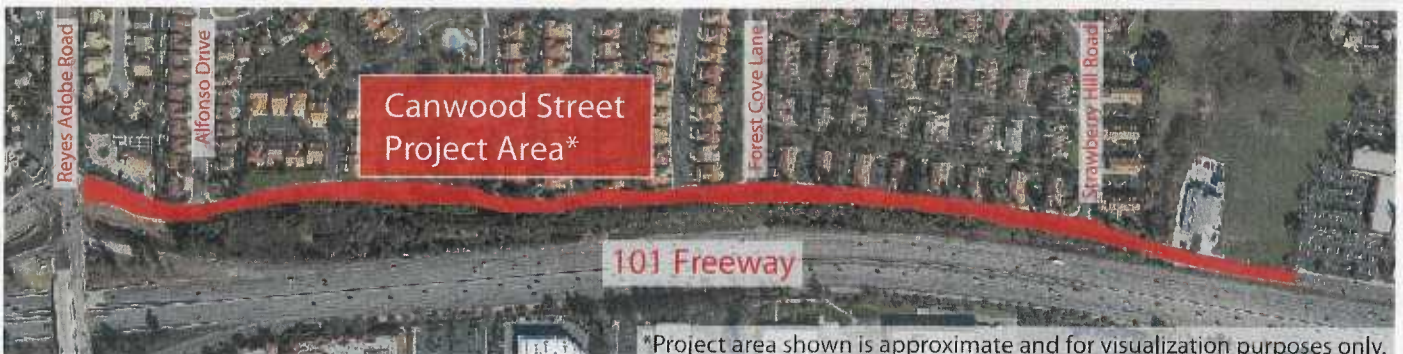 Reyes Adobe Road
Alfonso Drive
Canwood Street
Project Area*
Forest Cove Lane
Strawberry Hill Road
101 Freeway
*Project area shown is approximate and for visualization purposes only.